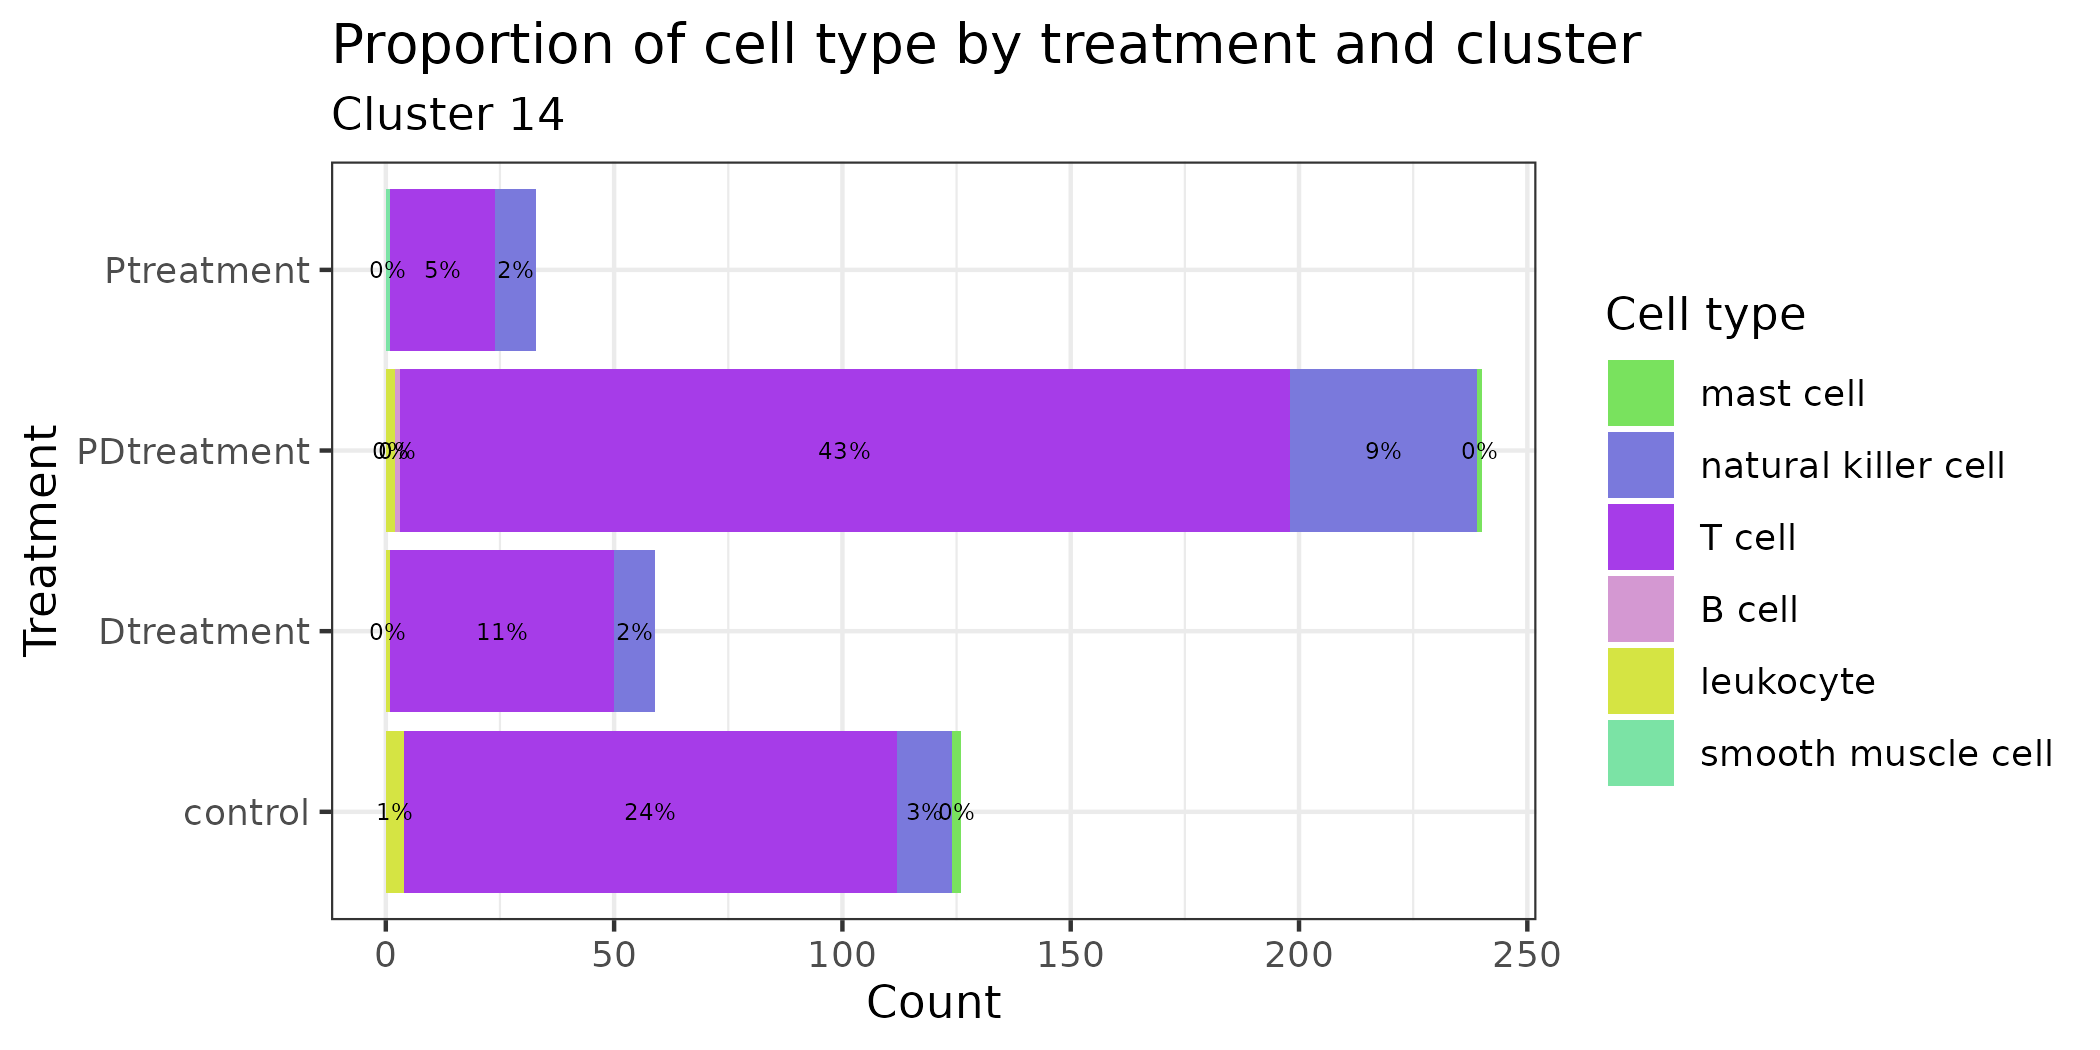 Proportion of cell type by treatment and cluster
Cluster 14
Treatment
Ptreatment
0% 5% 2%
PDtreatment
0% 0% 43% 9% 0%
Dtreatment
0% 11% 2%
control
1% 24% 3% 0%
0 50 100 150 200 250
Count
Cell type
mast cell
natural killer cell
T cell
B cell
leukocyte
smooth muscle cell